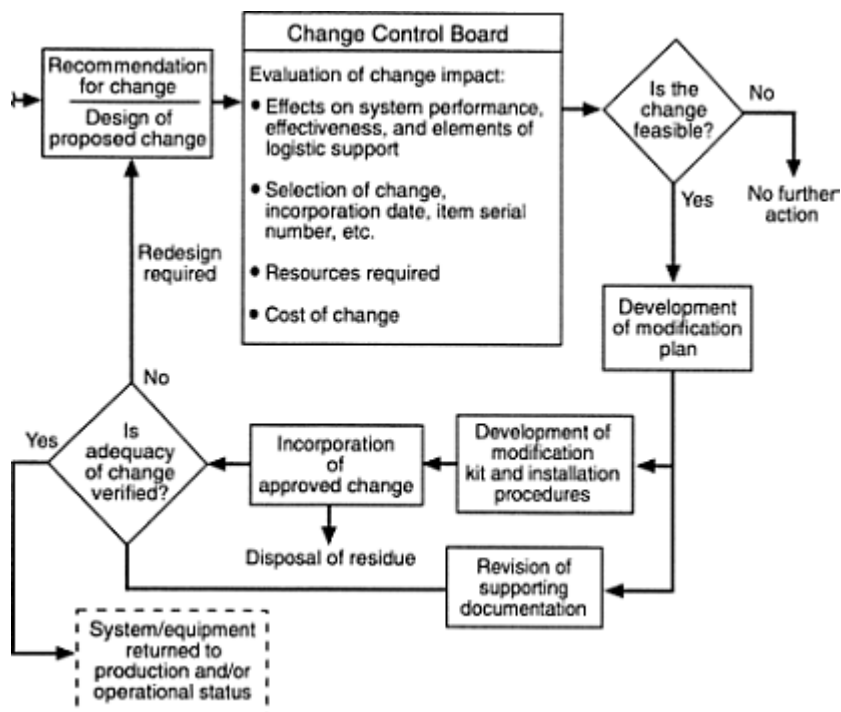 Change Control Board
Recommendation
for change
Design of
proposed change
Evaluation of change impact:
● Effects on system performance,
effectiveness, and elements of
logistic support
● Selection of change,
incorporation date, item serial
number, etc.
● Resources required
● Cost of change
Is the
change
feasible?
No
No further
action
Yes
Redesign
required
Development
of modification
plan
No
Yes
Is
adequacy
of change
verified?
Incorporation
of
approved change
Development of
modification
kit and installation
procedures
Disposal of residue
Revision of
supporting
documentation
System/equipment
returned to
production and/or
operational status